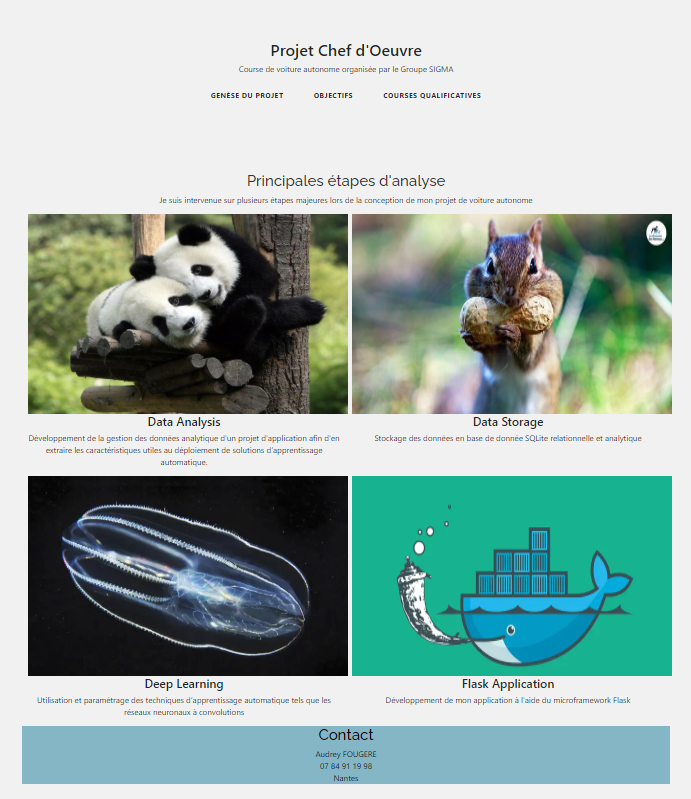 Projet Chef d'Oeuvre
Course de voiture autonome organisée par le Groupe SIGMA
GENÈSE DU PROJET OBJECTIFS COURSES QUALIFICATIVES
Principales étapes d'analyse
Je suis intervenue sur plusieurs étapes majeures lors de la conception de mon projet de voiture autonome
Data Analysis
Développement de la gestion des données analytique d'un projet d'application afin d'en
extraire les caractéristiques utiles au déploiement de solutions d'apprentissage
automatique.
Data Storage
Stockage des données en base de donnée SQLite relationnelle et analytique
Deep Learning
Utilisation et paramétrage des techniques d'apprentissage automatique tels que les
réseaux neuronaux à convolutions
Flask Application
Développement de mon application à l'aide du microframework Flask
Contact
Audrey FOUGERE
07 84 91 19 98
Nantes